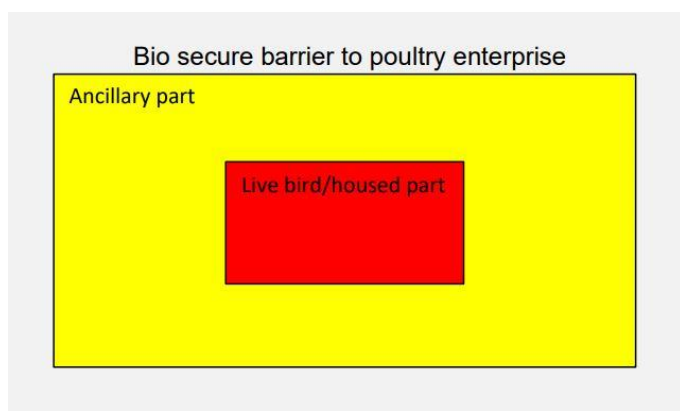 Bio secure barrier to poultry enterprise
Ancillary part
Live bird/housed part